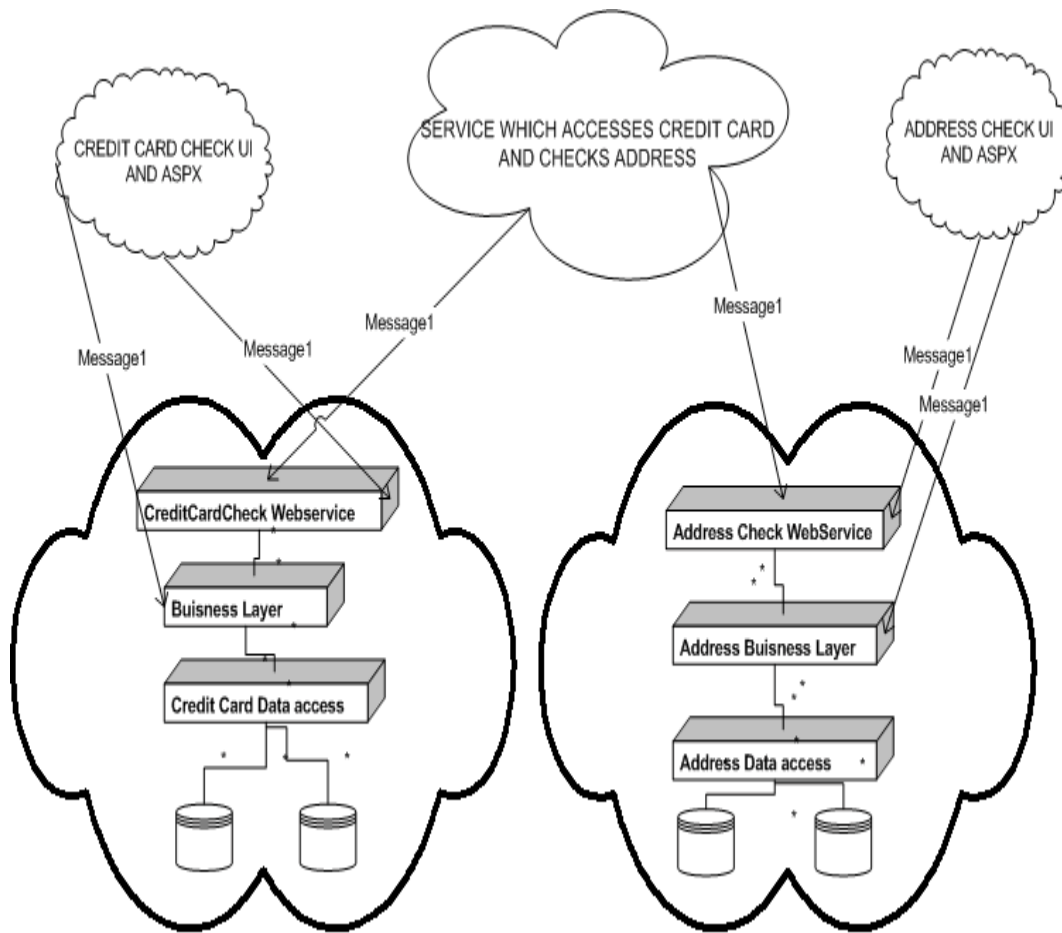 CREDIT CARD CHECK UI
AND ASPX
SERVICE WHICH ACCESSES CREDIT CARD
AND CHECKS ADDRESS
ADDRESS CHECK UI
AND ASPX
Message1
Message1
Message1
Message1
Message1
Message1
CreditCardCheck Webservice
*
*
Buisness Layer
*
*
*
Credit Card Data access
*
*
*
Address Check WebService
*
*
Address Buisness Layer
*
*
*
Address Data access
*
*